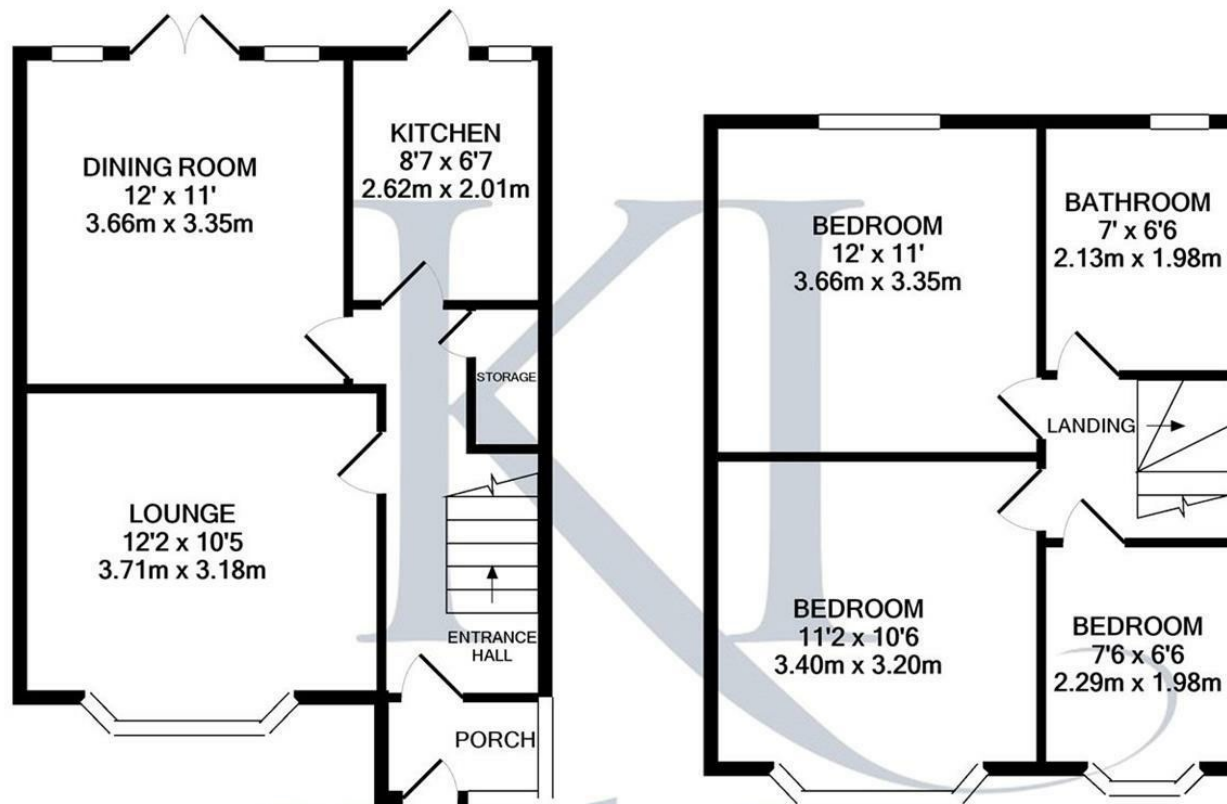 DINING ROOM
12' x 11'
3.66m x 3.35m
KITCHEN
8'7 x 6'7
2.62m x 2.01m
STORAGE
LOUNGE
12'2 x 10'5
3.71m x 3.18m
ENTRANCE
HALL
PORCH
BEDROOM
12' x 11'
3.66m x 3.35m
BATHROOM
7' x 6'6
2.13m x 1.98m
LANDING
BEDROOM
11'2 x 10'6
3.40m x 3.20m
BEDROOM
7'6 x 6'6
2.29m x 1.98m